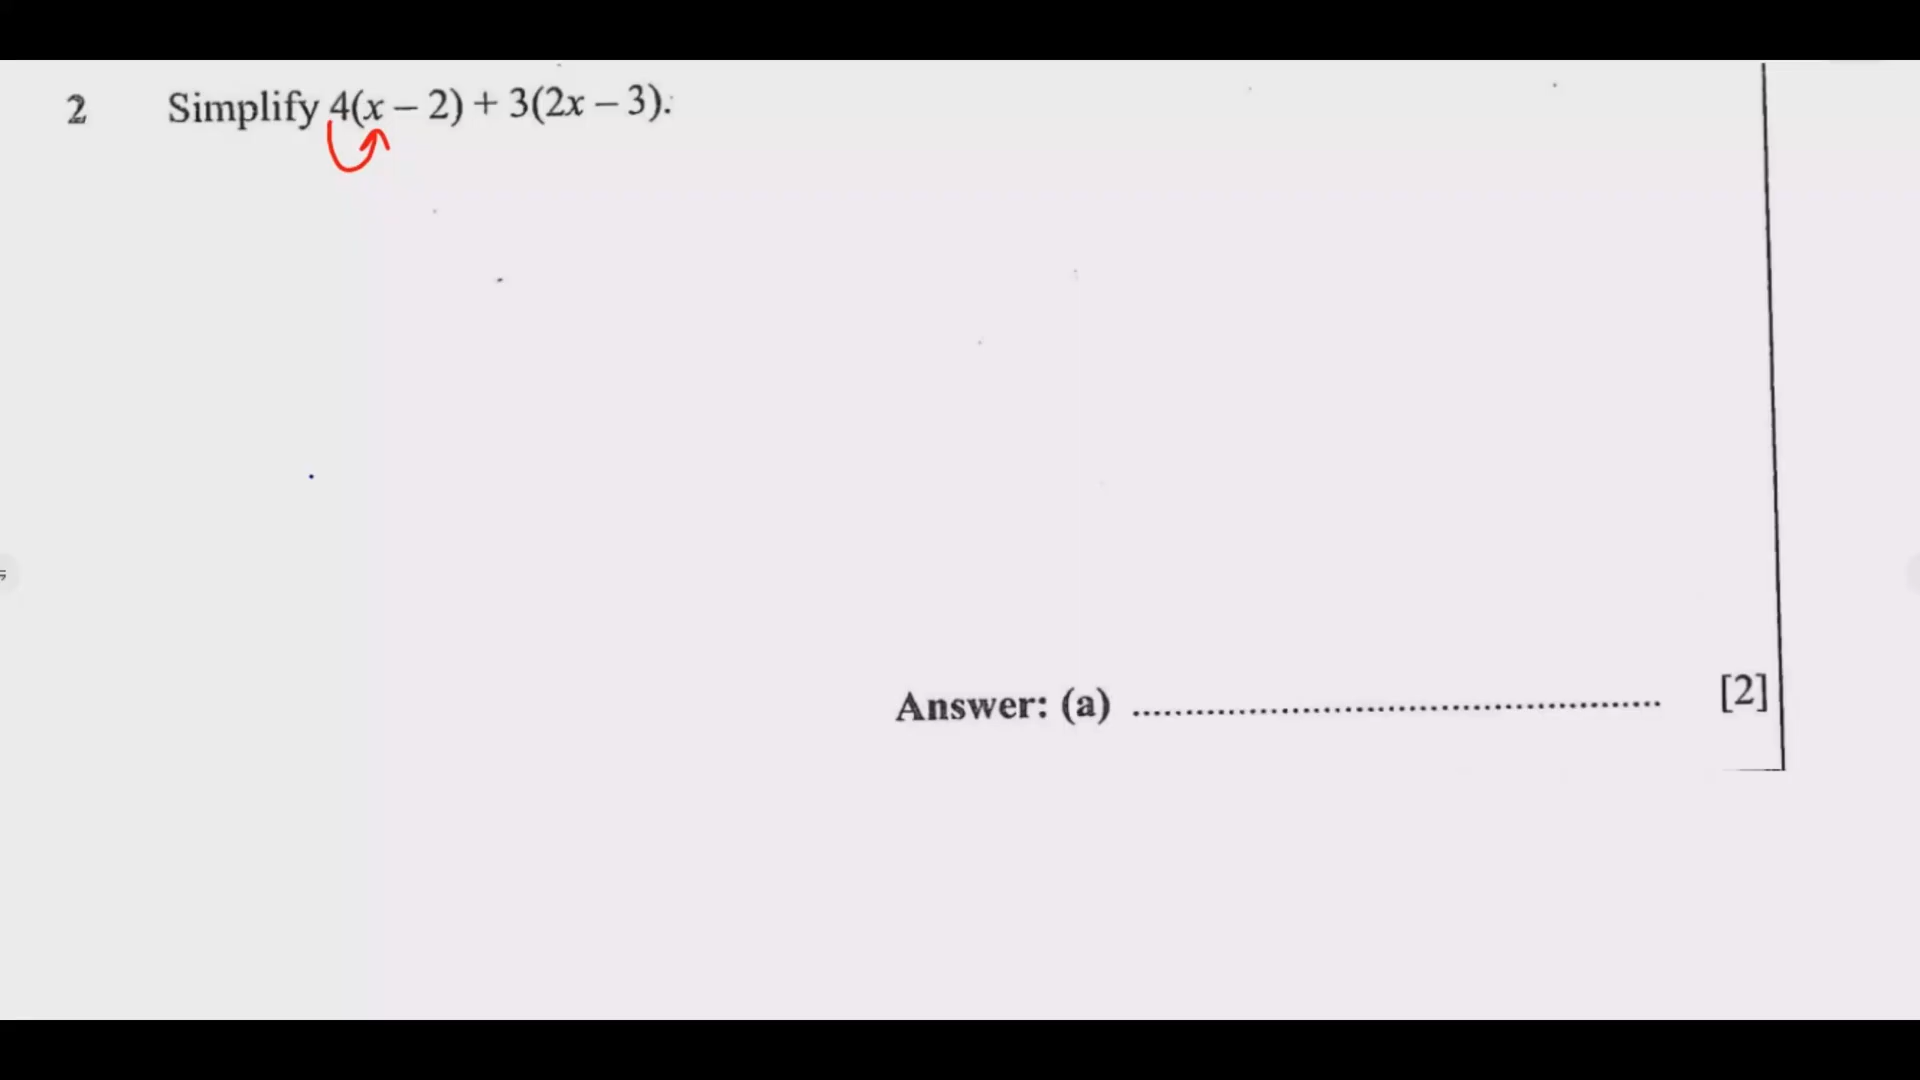 2 Simplify 4(x – 2) + 3(2x – 3).
Answer: (a) ................................................ [2]